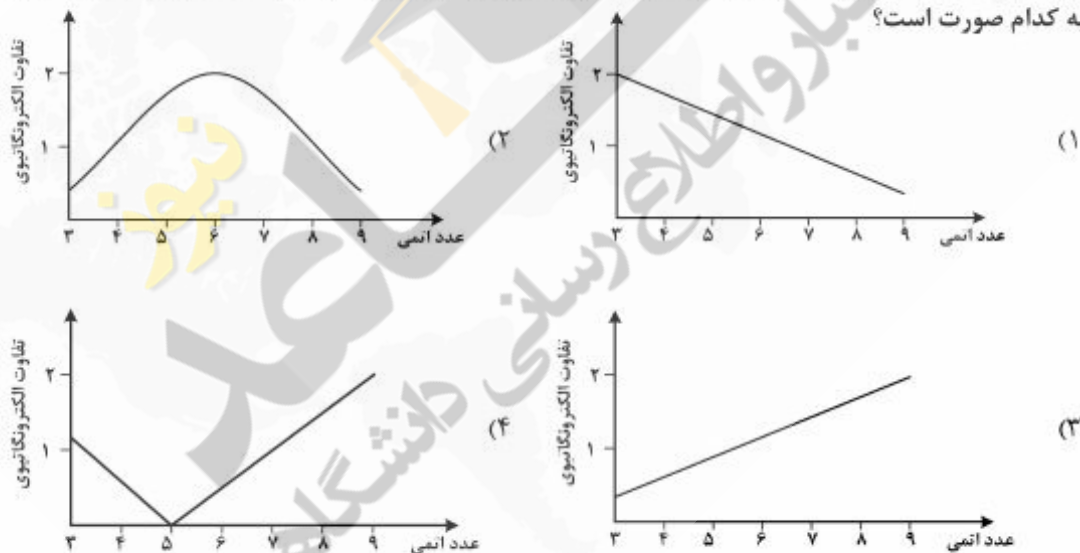 ه کدام صورت است؟
(۱
تفاوت الکترونگاتیوی
۲
۱
۳ ۴ ۵ ۶ ۷ ۸ ۹
عدد اتمی
(۲
تفاوت الکترونگاتیوی
۲
۱
۳ ۴ ۵ ۶ ۷ ۸ ۹
عدد اتمی
(۳
تفاوت الکترونگاتیوی
۲
۱
۳ ۴ ۵ ۶ ۷ ۸ ۹
عدد اتمی
(۴
تفاوت الکترونگاتیوی
۲
۱
۳ ۴ ۵ ۶ ۷ ۸ ۹
عدد اتمی
نیوز
رسانی